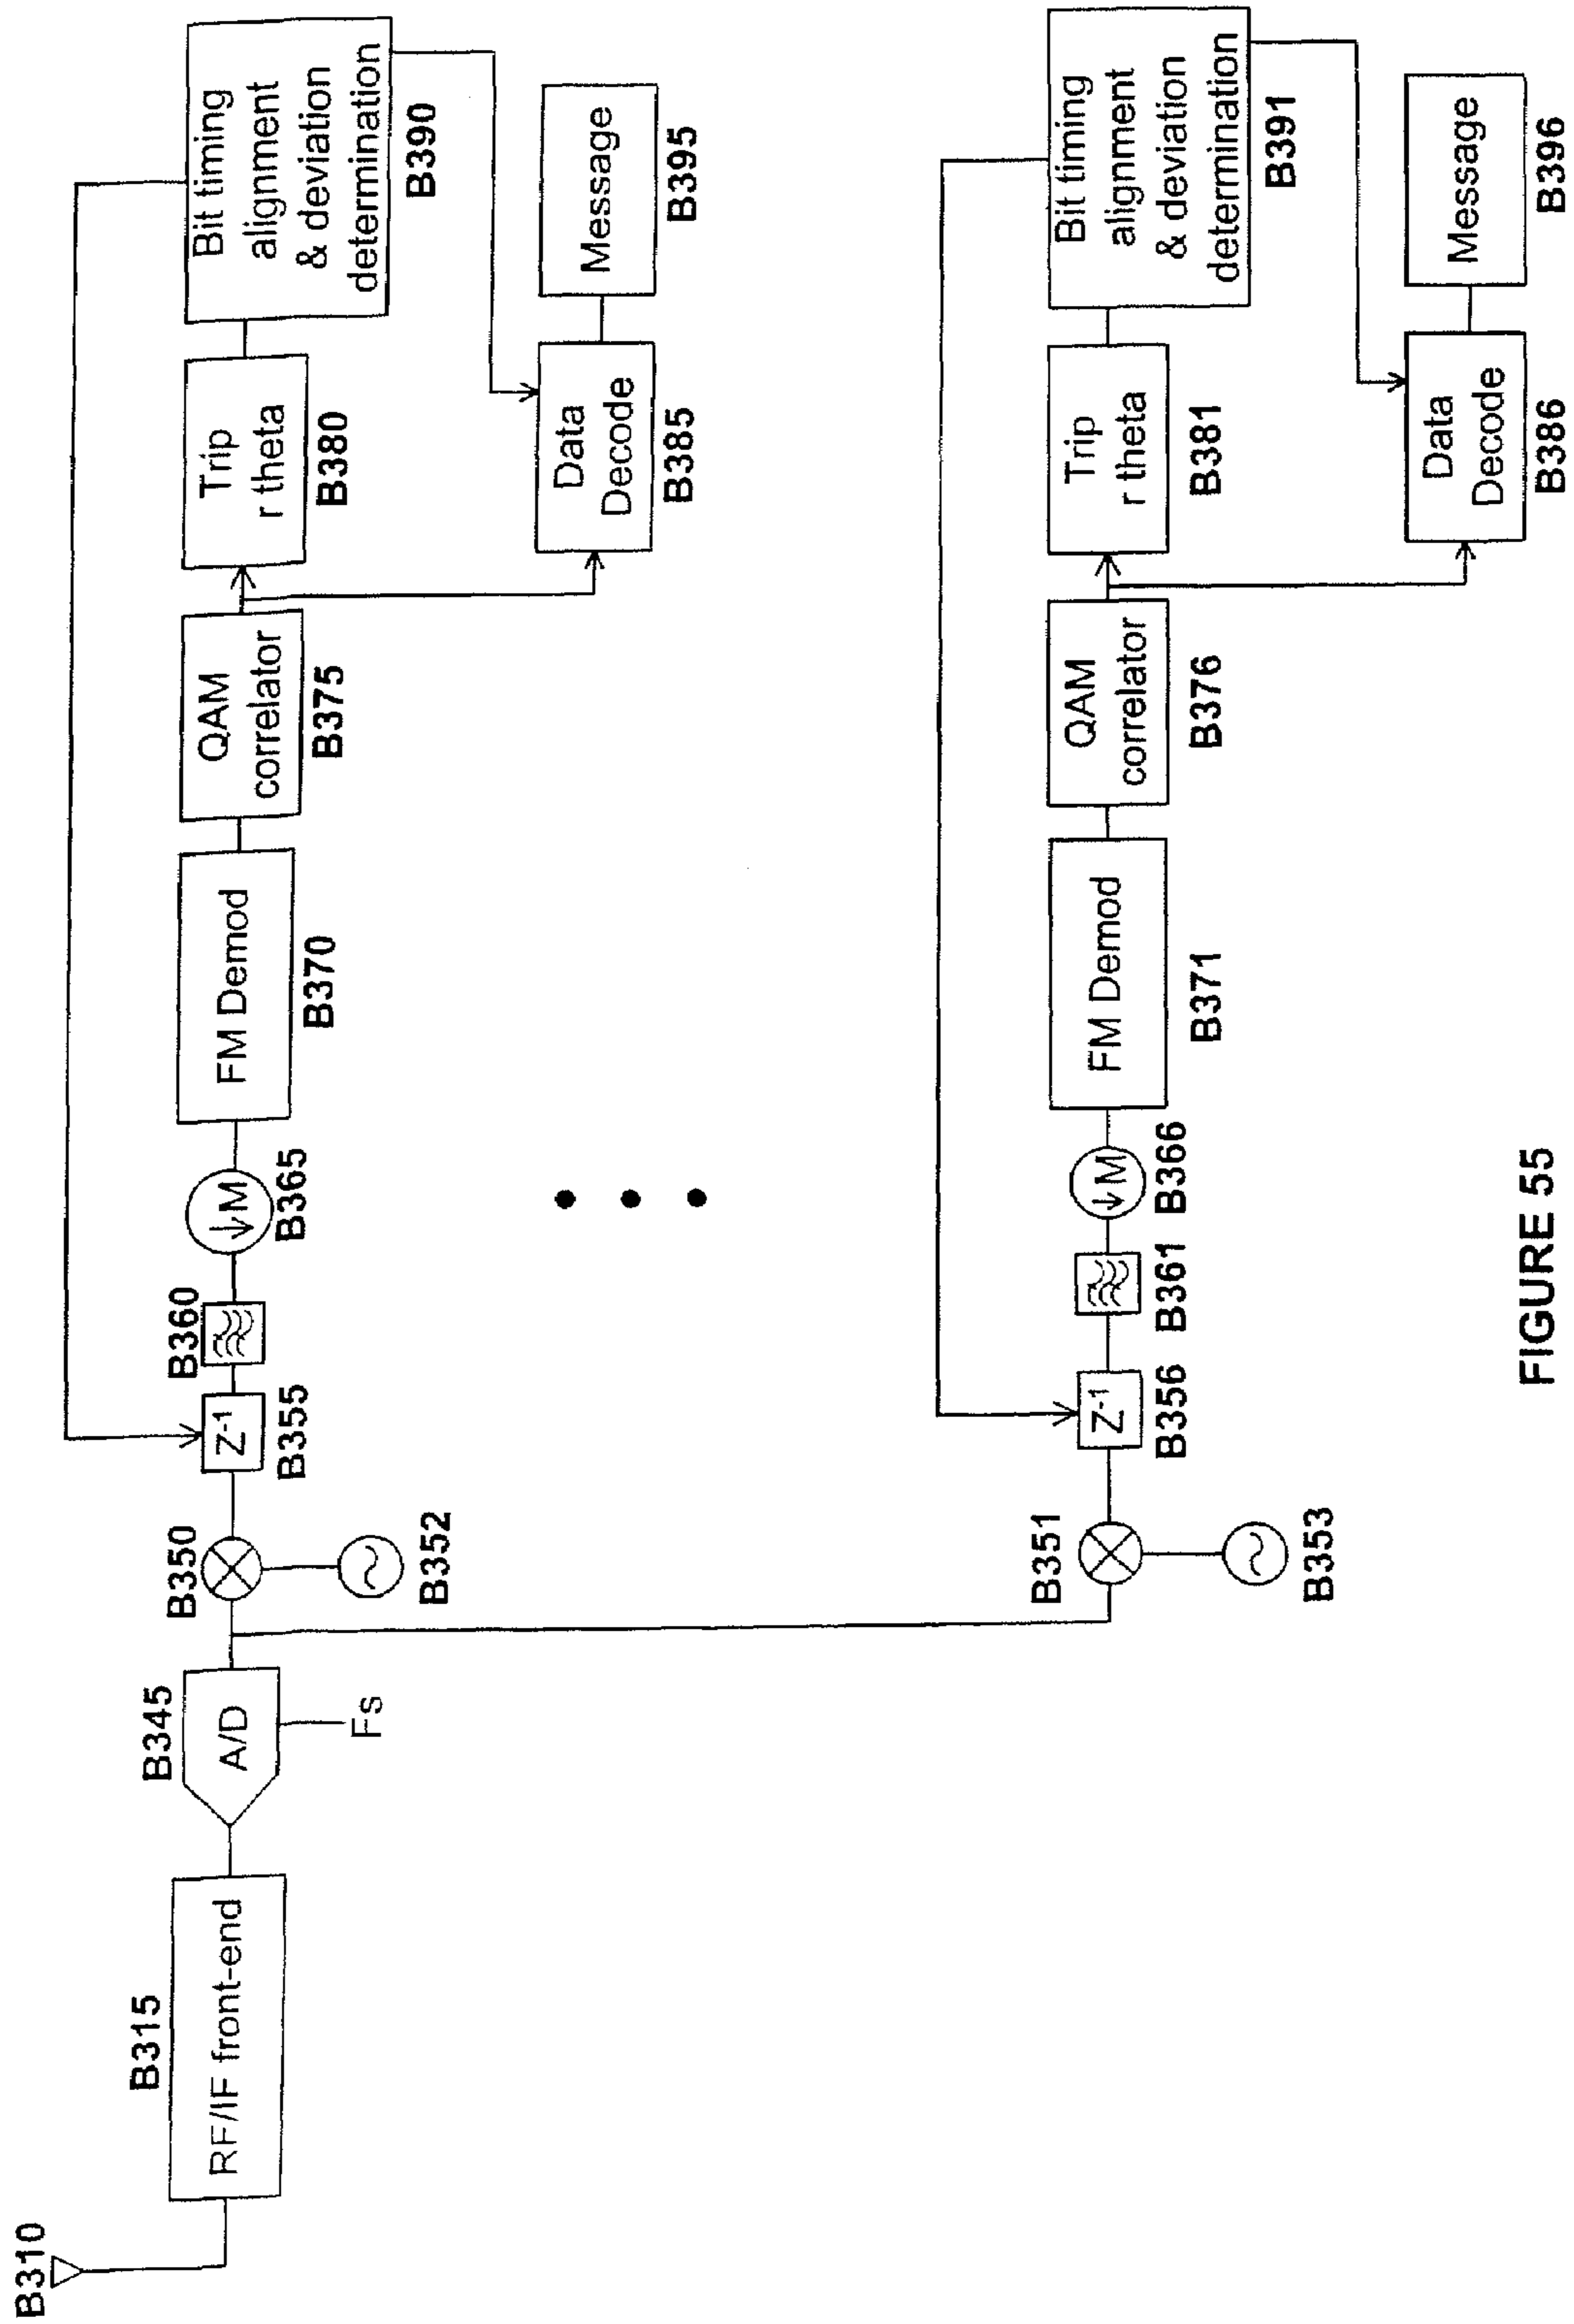 B310
B315
RF/IF front-end
B345
A/D
Fs
B350
B352
Z-1
B355
B360
↓M
B365
FM Demod
B370
QAM
correlator
B375
Trip
r theta
B380
Bit timing
alignment
& deviation
determination
B390
Data
Decode
B385
Message
B395
B351
B353
Z-1
B356
B361
↓M
B366
FM Demod
B371
QAM
correlator
B376
Trip
r theta
B381
Bit timing
alignment
& deviation
determination
B391
Data
Decode
B386
Message
B396
FIGURE 55